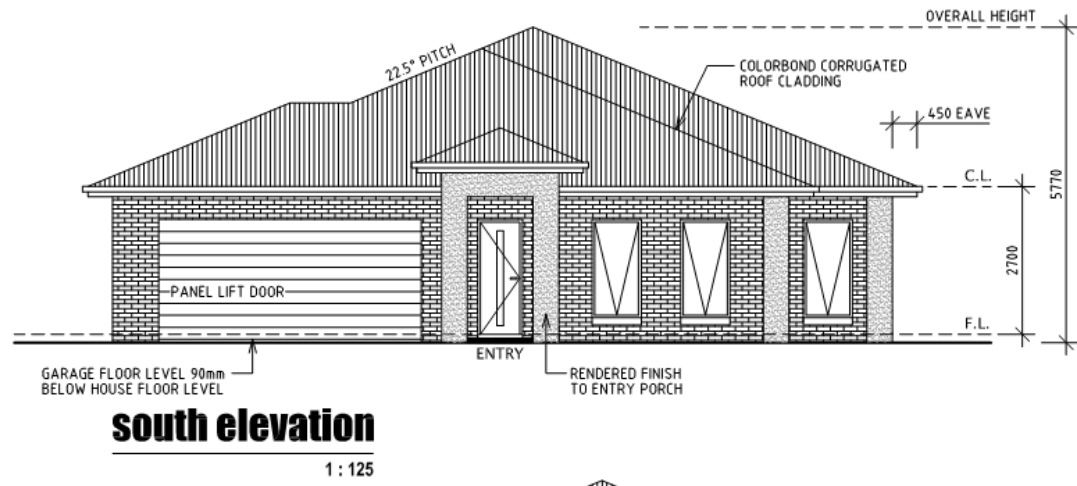 OVERALL HEIGHT
22.5° PITCH
COLORBOND CORRUGATED
ROOF CLADDING
450 EAVE
C.L.
5770
2700
PANEL LIFT DOOR
F.L.
ENTRY
GARAGE FLOOR LEVEL 90mm
BELOW HOUSE FLOOR LEVEL
RENDERED FINISH
TO ENTRY PORCH
south elevation
1 : 125